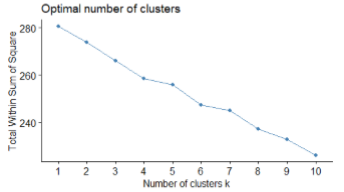 Optimal number of clusters
Total Within Sum of Square
280
260
240
1 2 3 4 5 6 7 8 9 10
Number of clusters k